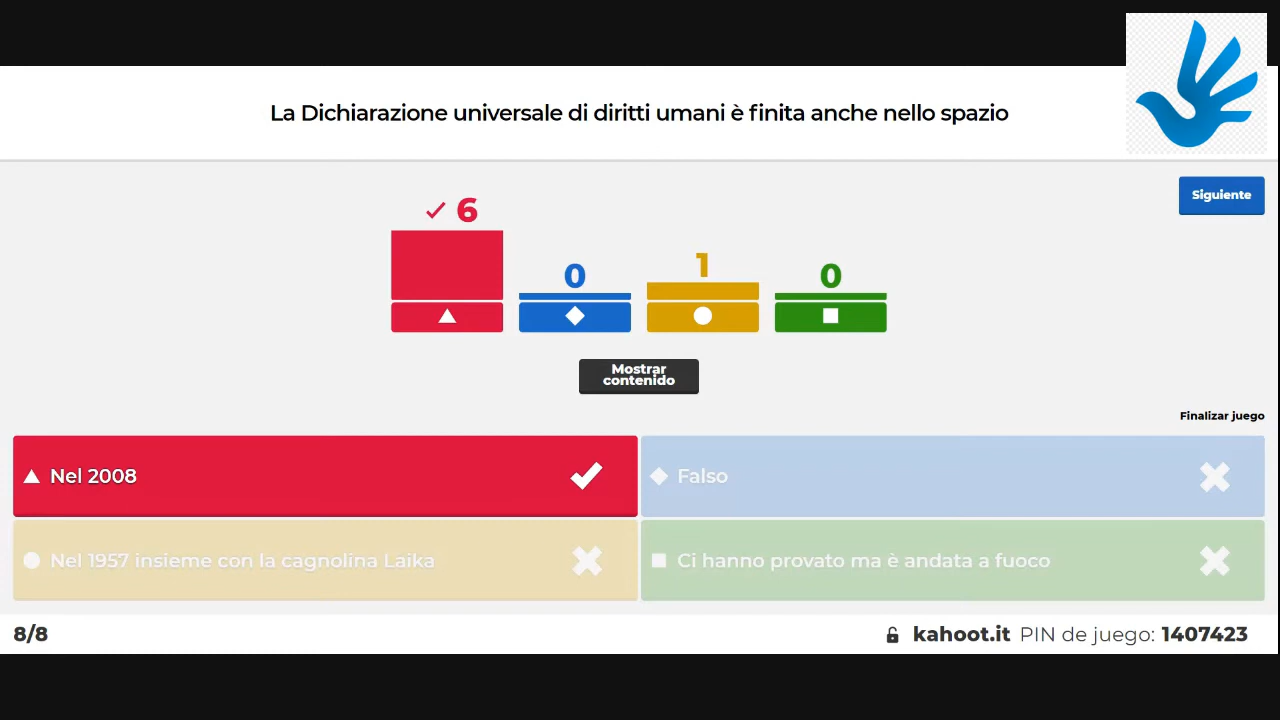 La Dichiarazione universale di diritti umani è finita anche nello spazio
Siguiente
6
0
1
0
Mostrar
contenido
Finalizar juego
Nel 2008
Falso
Nel 1957 insieme con la cagnolina Laika
Ci hanno provato ma è andata a fuoco
8/8
kahoot.it PIN de juego: 1407423